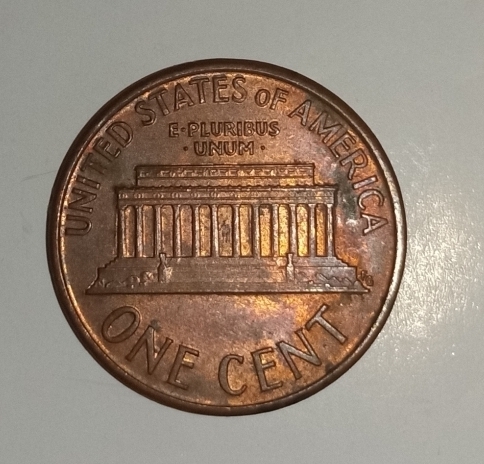 UNITED STATES OF AMERICA
E·PLURIBUS
·UNUM·
ONE CENT